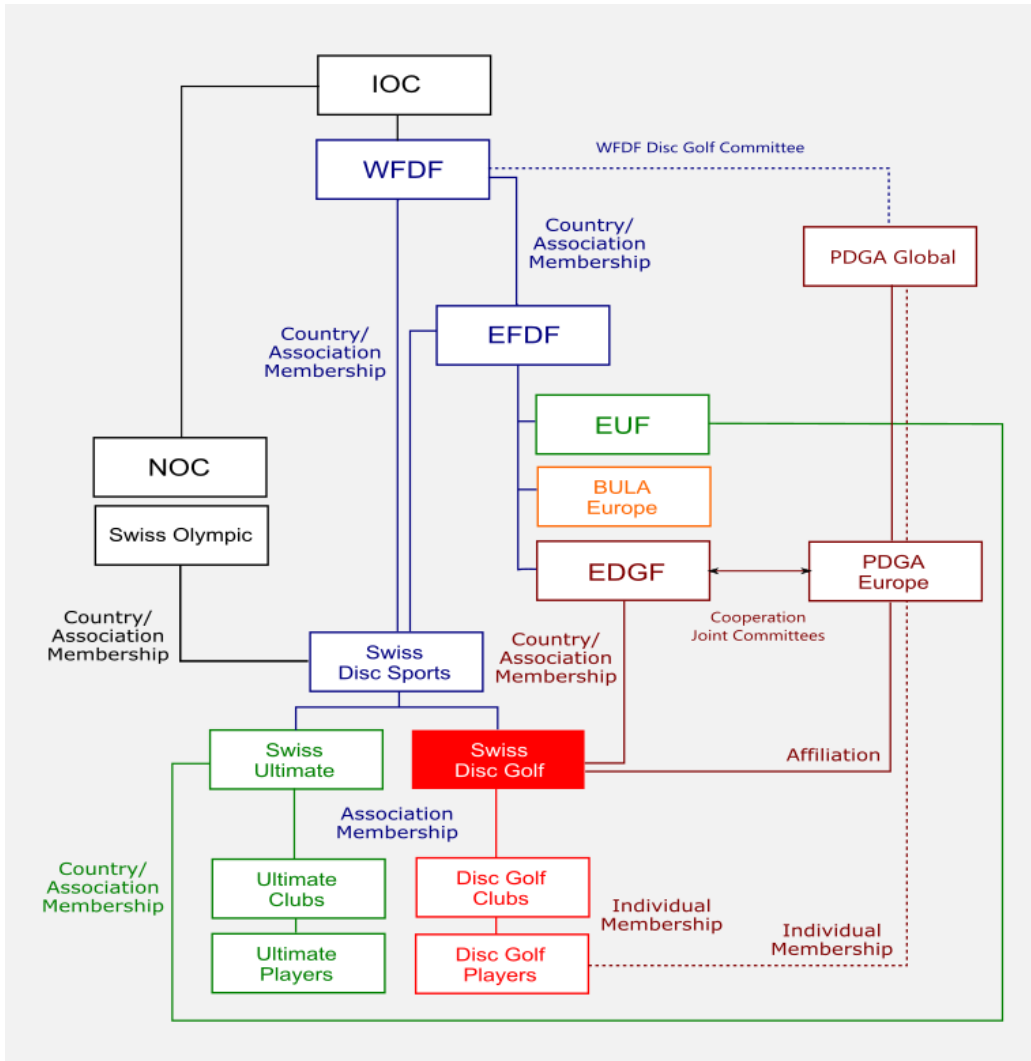 IOC
WFDF Disc Golf Committee
WFDF
Country/
Association
Membership
PDGA Global
EFDF
Country/
Association
Membership
EUF
NOC
BULA
Europe
Swiss Olympic
EDGF
PDGA
Europe
Cooperation
Joint Committees
Country/
Association
Membership
Country/
Association
Membership
Swiss
Disc Sports
Swiss
Ultimate
Swiss
Disc Golf
Affiliation
Association
Membership
Country/
Association
Membership
Ultimate
Clubs
Disc Golf
Clubs
Individual
Membership
Individual
Membership
Ultimate
Players
Disc Golf
Players